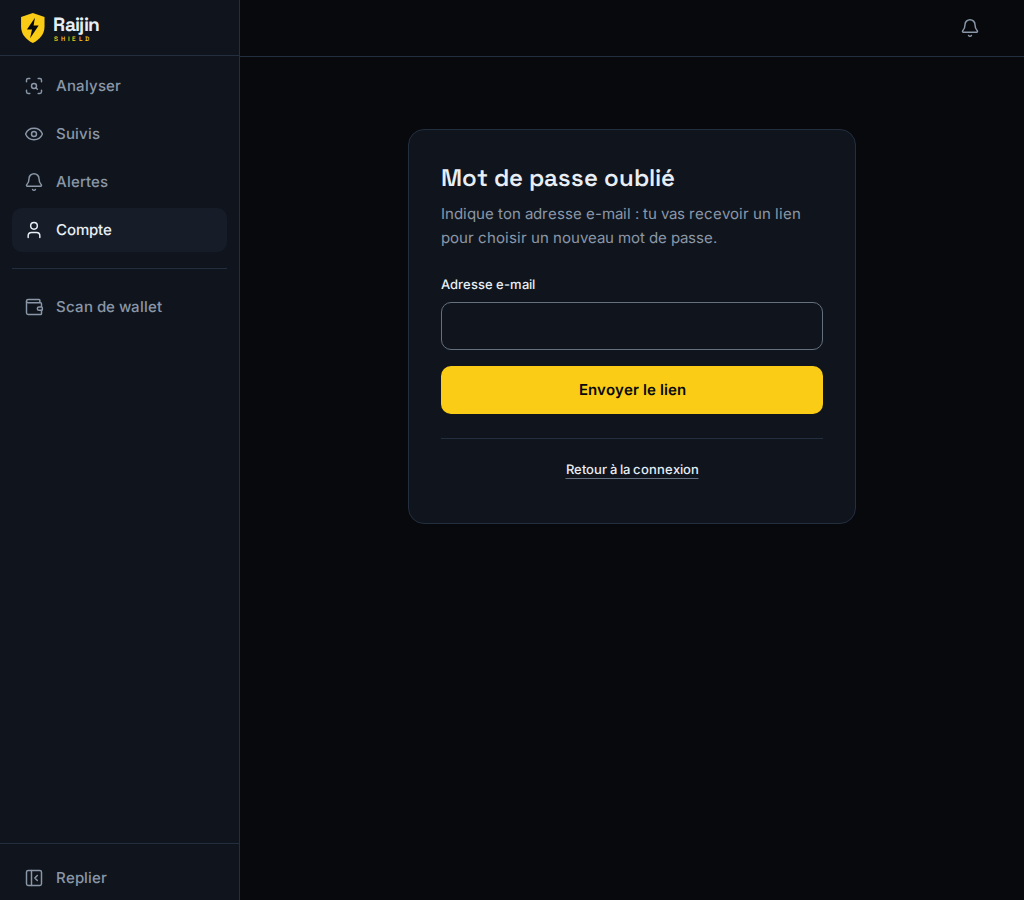 Raijin
SHIELD
Analyser
Suivis
Alertes
Compte
Scan de wallet
Replier
Mot de passe oublié
Indique ton adresse e-mail : tu vas recevoir un lien
pour choisir un nouveau mot de passe.
Adresse e-mail
Envoyer le lien
Retour à la connexion